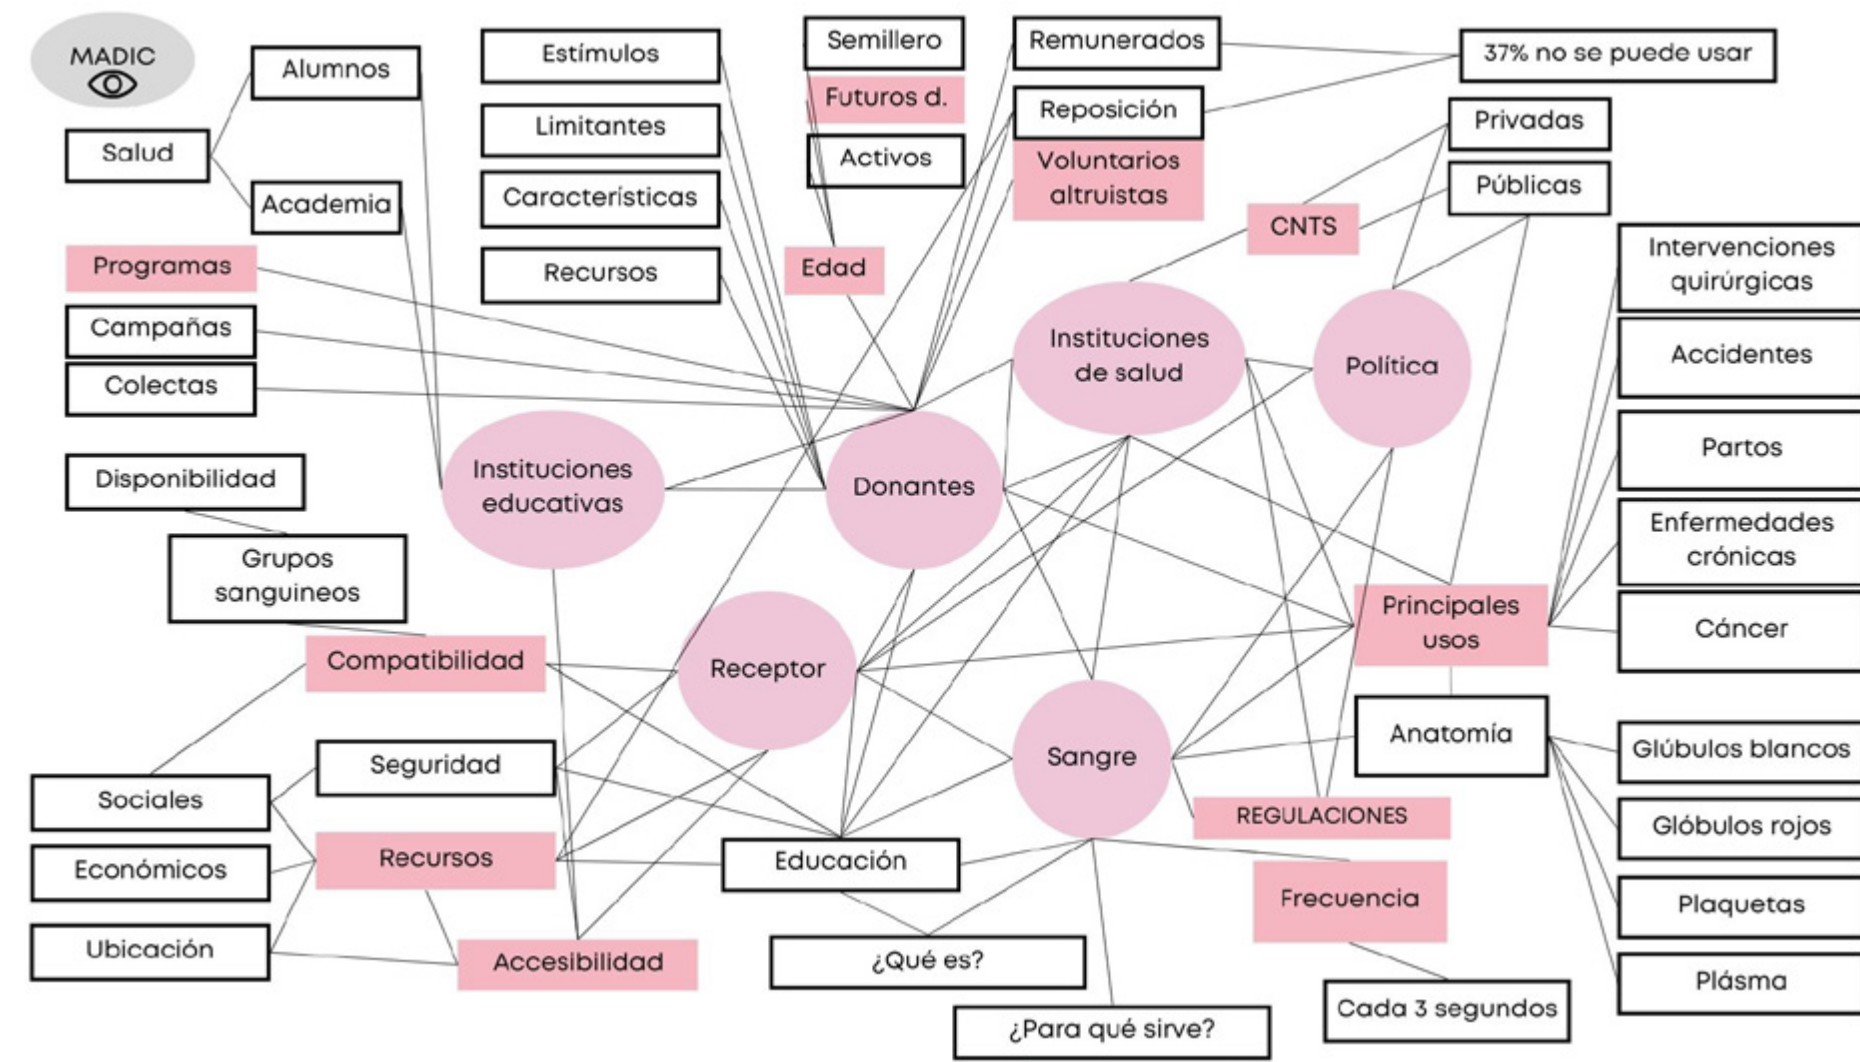 MADIC
Alumnos
Salud
Academia
Programas
Campañas
Colectas
Estímulos
Limitantes
Características
Recursos
Semillero
Futuros d.
Activos
Edad
Remunerados
Reposición
Voluntarios
altruistas
37% no se puede usar
Privadas
Públicas
CNTS
Instituciones
de salud
Política
Intervenciones
quirúrgicas
Accidentes
Partos
Enfermedades
crónicas
Cáncer
Disponibilidad
Grupos
sanguineos
Compatibilidad
Instituciones
educativas
Donantes
Receptor
Sangre
Principales
usos
Anatomía
Glúbulos blancos
Glóbulos rojos
Plaquetas
Plásma
Seguridad
Sociales
Económicos
Ubicación
Recursos
Accesibilidad
Educación
REGULACIONES
Frecuencia
¿Qué es?
¿Para qué sirve?
Cada 3 segundos